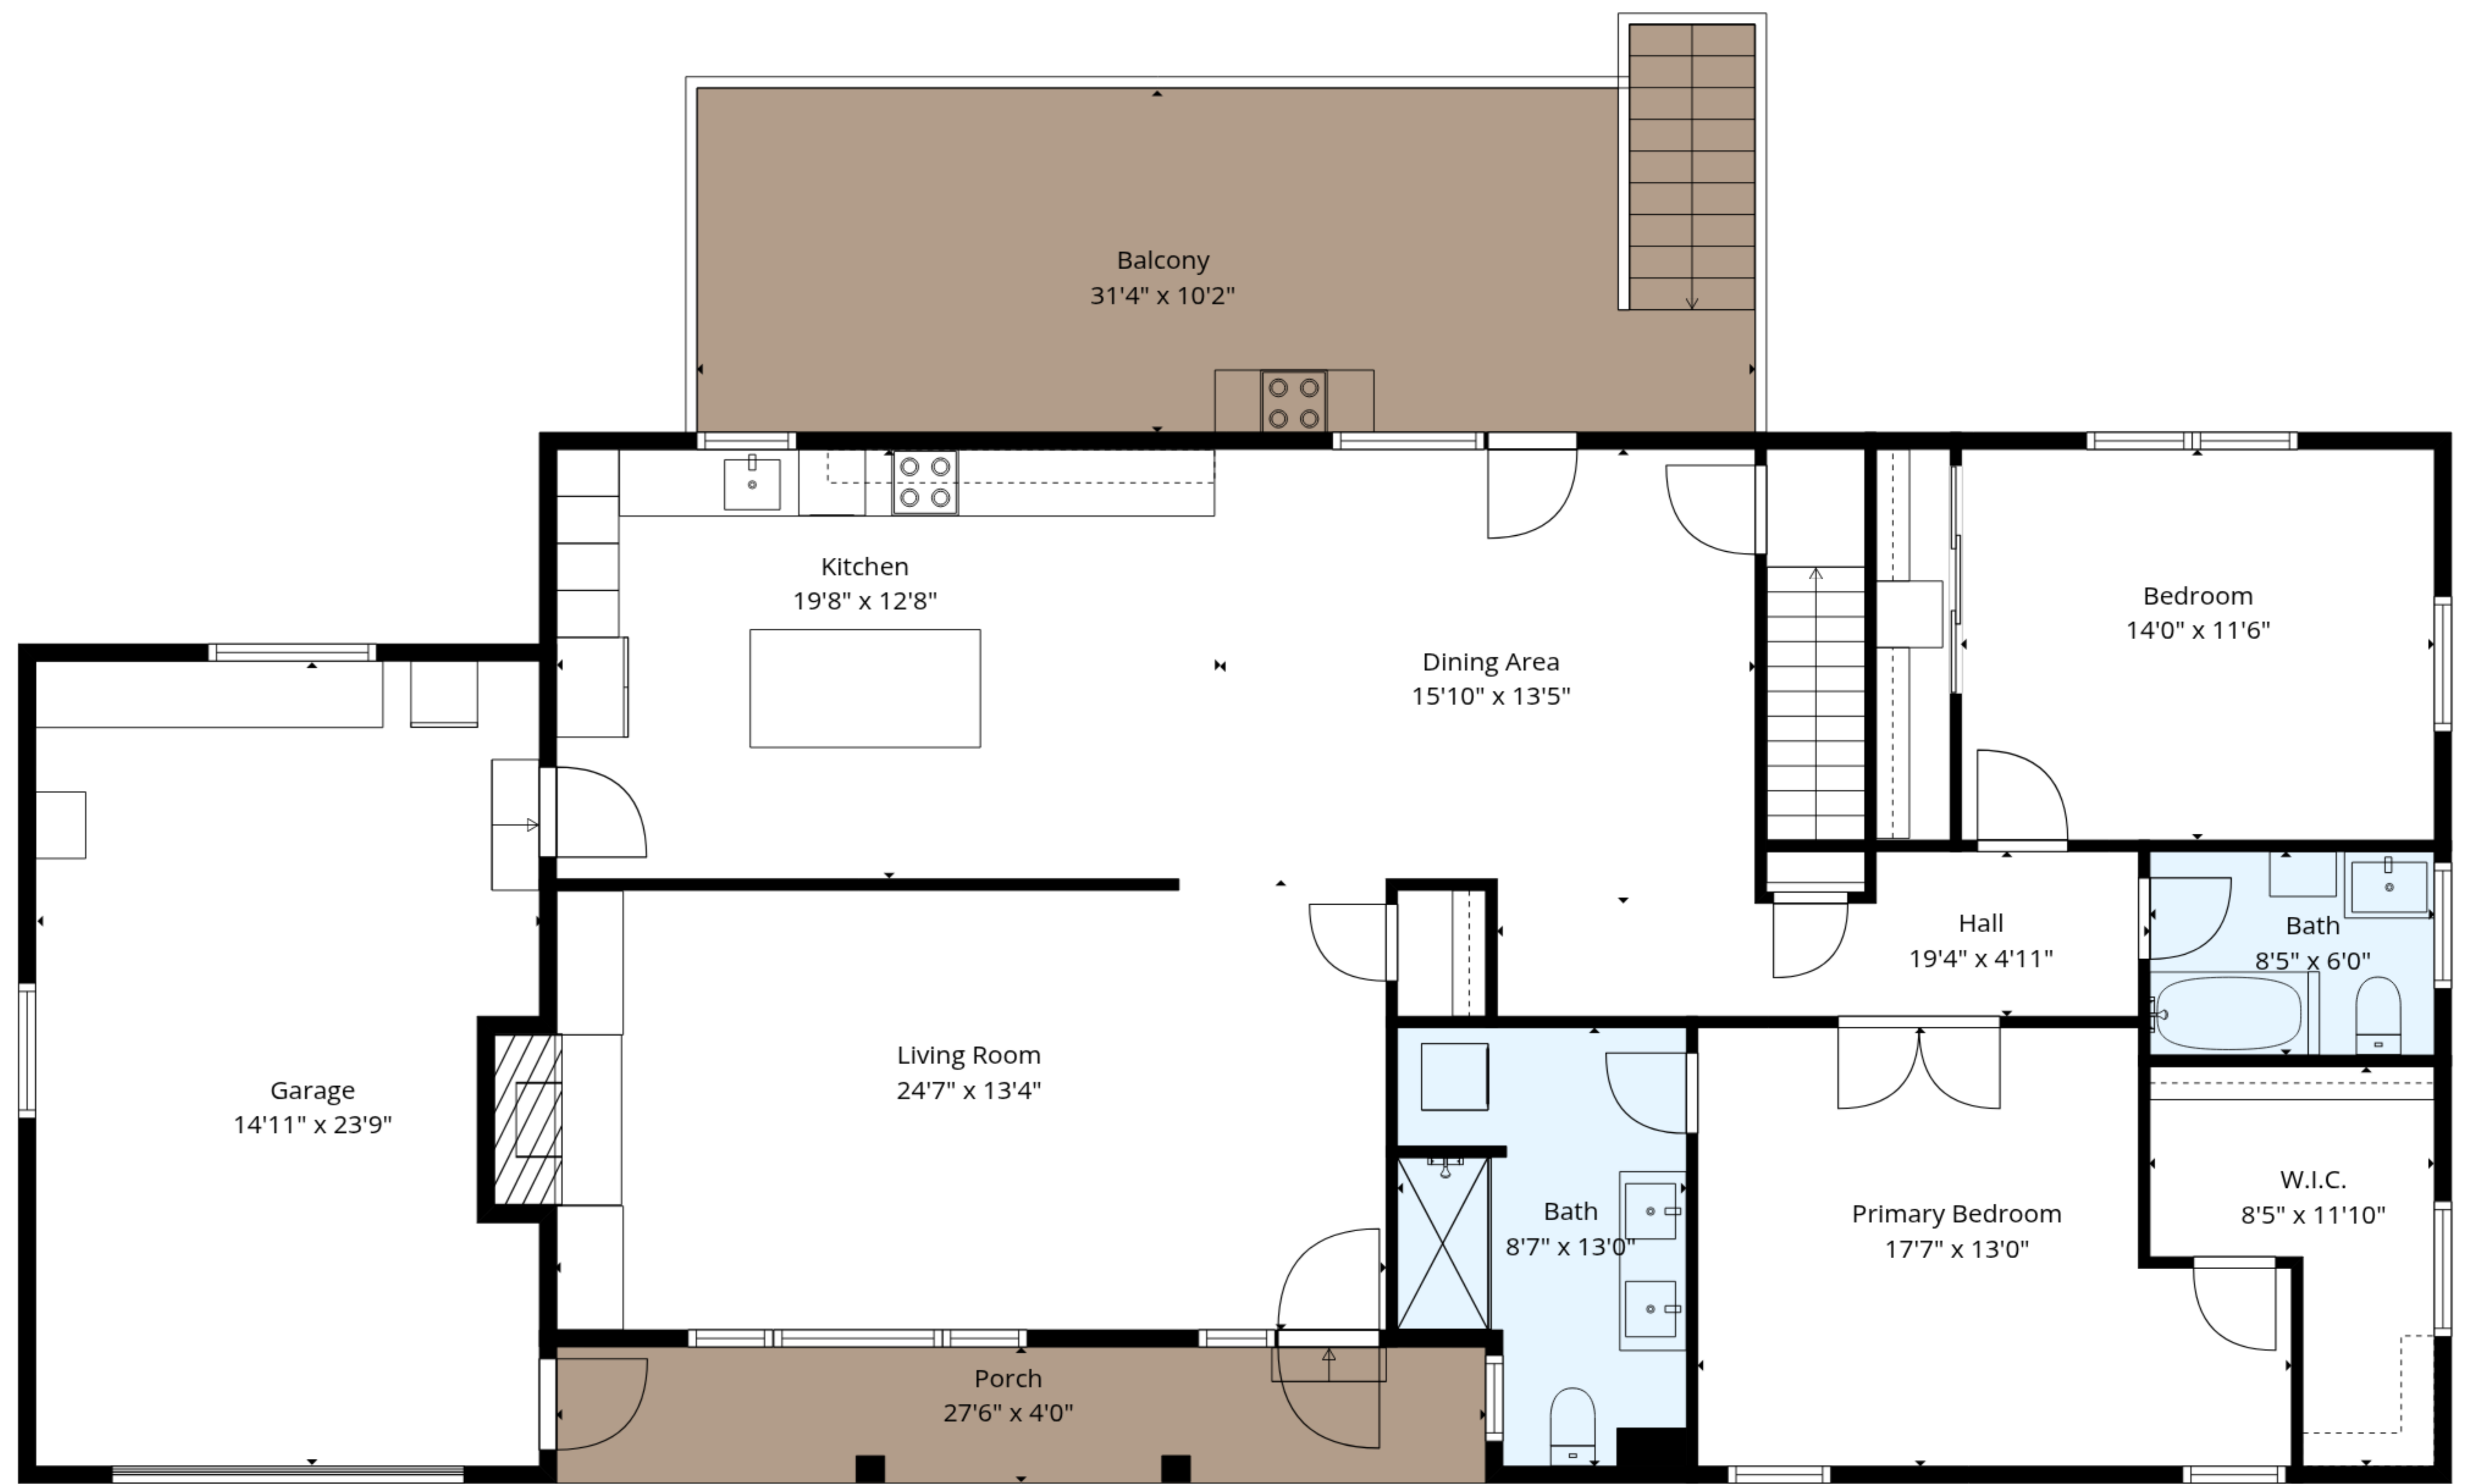 Balcony
31'4" x 10'2"
Kitchen
19'8" x 12'8"
Dining Area
15'10" x 13'5"
Bedroom
14'0" x 11'6"
Hall
19'4" x 4'11"
Bath
8'5" x 6'0"
Living Room
24'7" x 13'4"
Garage
14'11" x 23'9"
Bath
8'7" x 13'0"
Primary Bedroom
17'7" x 13'0"
W.I.C.
8'5" x 11'10"
Porch
27'6" x 4'0"